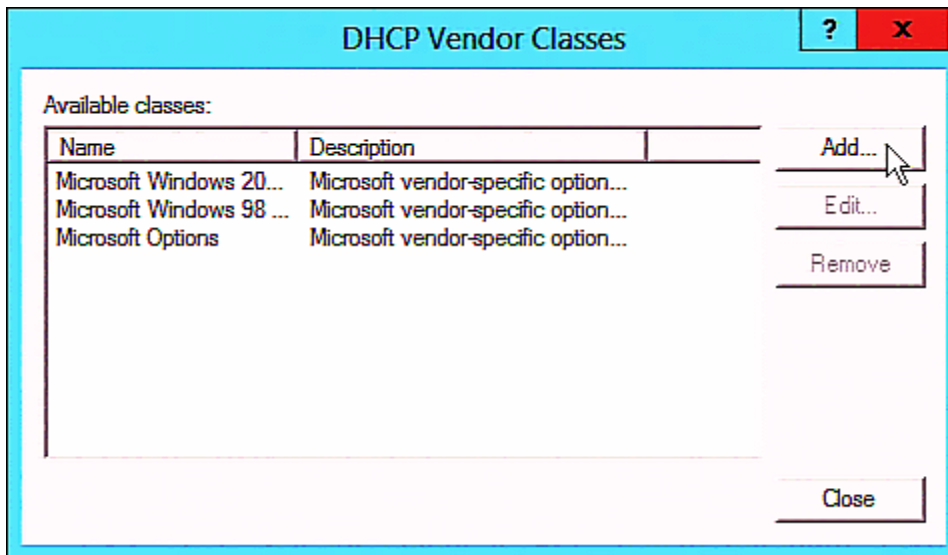 DHCP Vendor Classes
? x
Available classes:
Name Description
Add...
Microsoft Windows 20... Microsoft vendor-specific option...
Microsoft Windows 98 ... Microsoft vendor-specific option...
Edit...
Microsoft Options Microsoft vendor-specific option...
Remove
Close